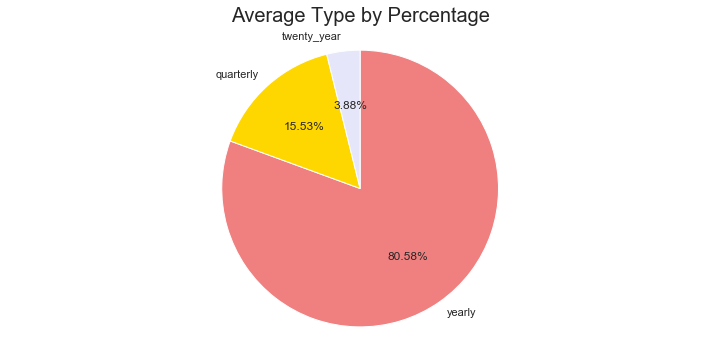 Average Type by Percentage
twenty_year
quarterly
3.88%
15.53%
80.58%
yearly